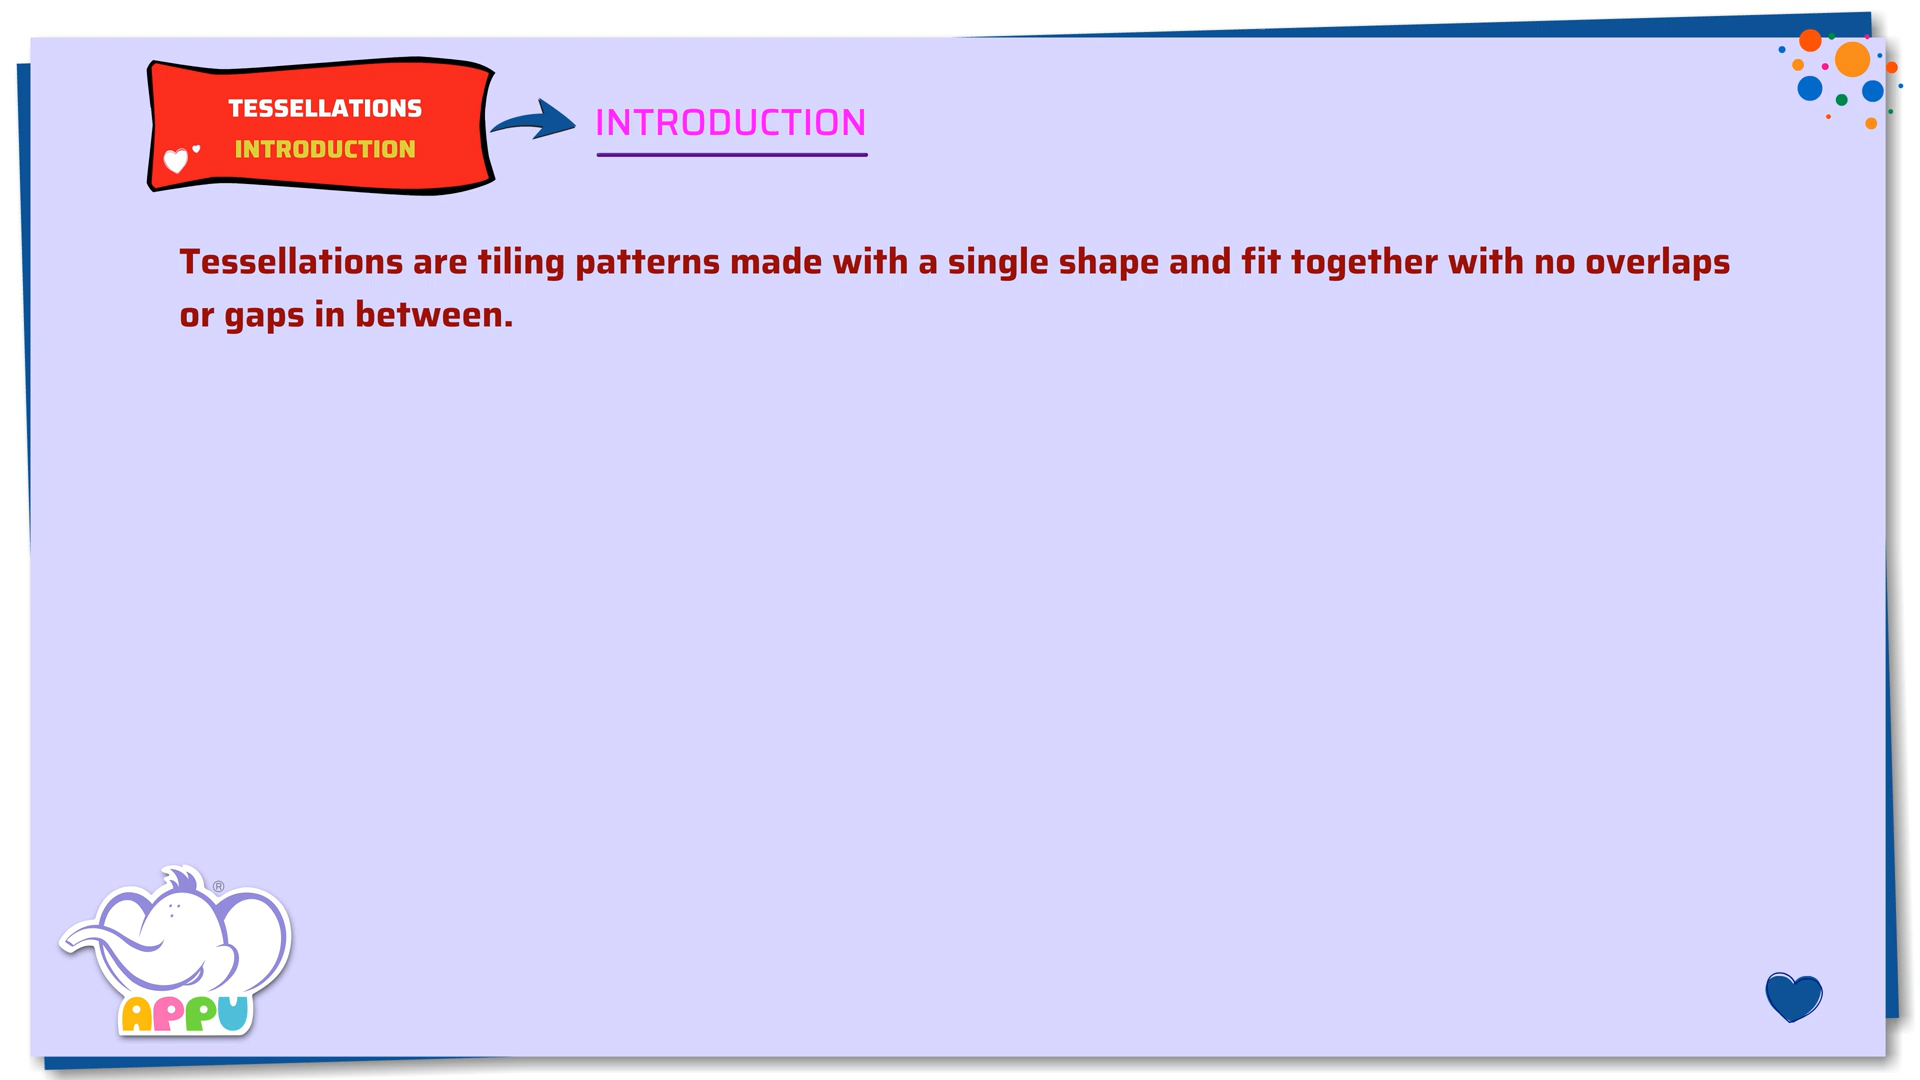 TESSELLATIONS
INTRODUCTION
INTRODUCTION
Tessellations are tiling patterns made with a single shape and fit together with no overlaps
or gaps in between.
®
APPU